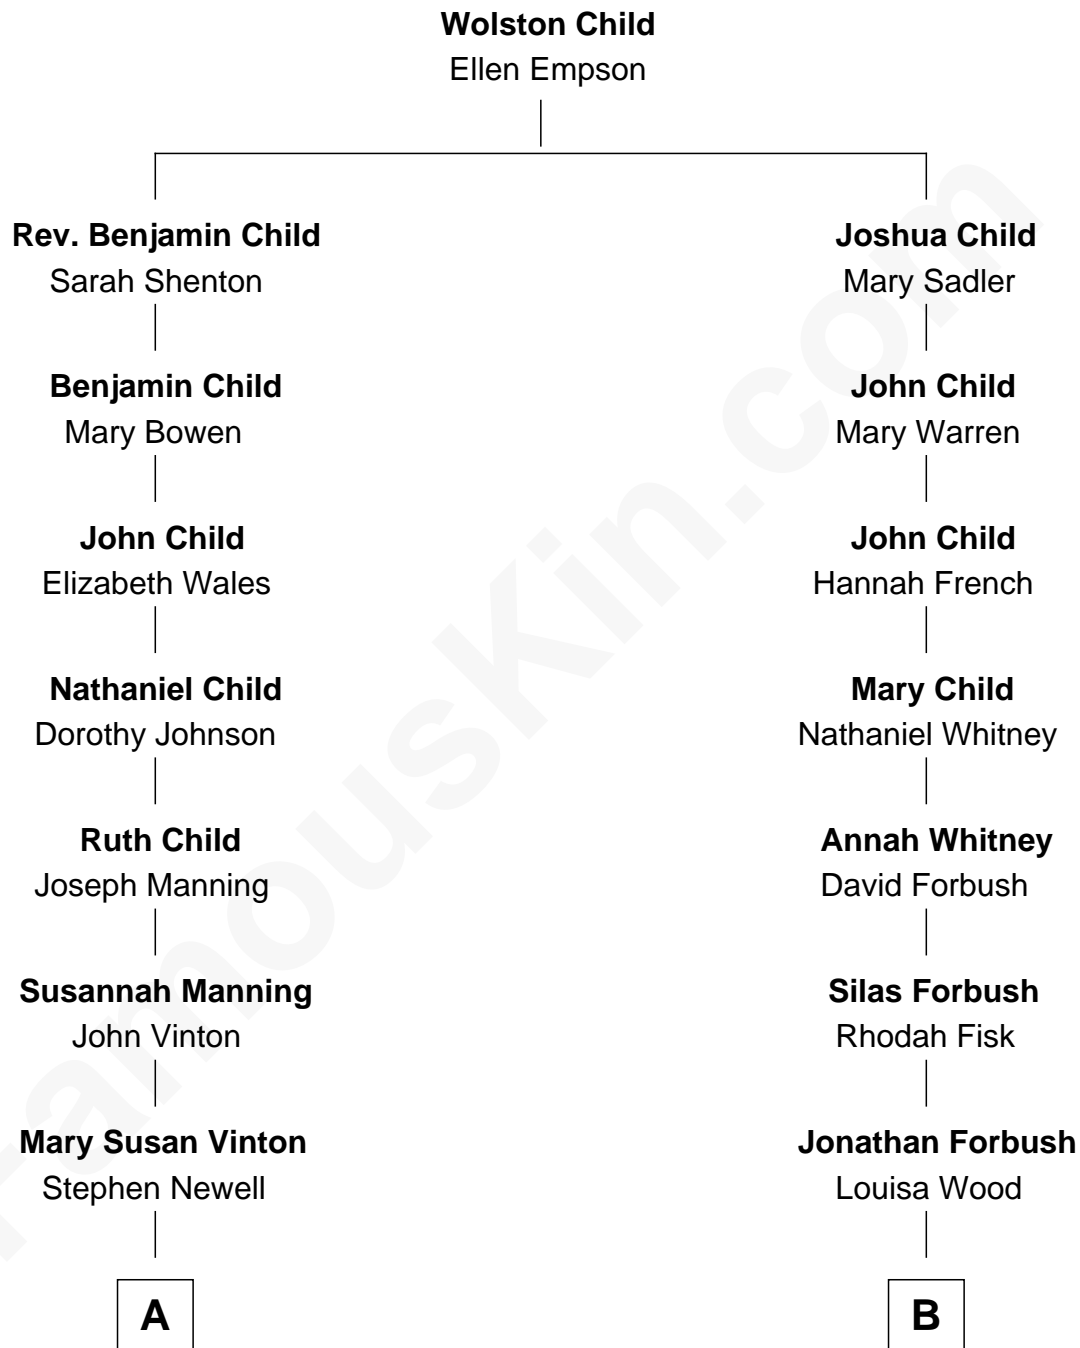 Wolston Child
Ellen Empson
Rev. Benjamin Child
Sarah Shenton
Benjamin Child
Mary Bowen
John Child
Elizabeth Wales
Nathaniel Child
Dorothy Johnson
Ruth Child
Joseph Manning
Susannah Manning
John Vinton
Mary Susan Vinton
Stephen Newell
A
Joshua Child
Mary Sadler
John Child
Mary Warren
John Child
Hannah French
Mary Child
Nathaniel Whitney
Annah Whitney
David Forbush
Silas Forbush
Rhodah Fisk
Jonathan Forbush
Louisa Wood
B
FamousKin.com